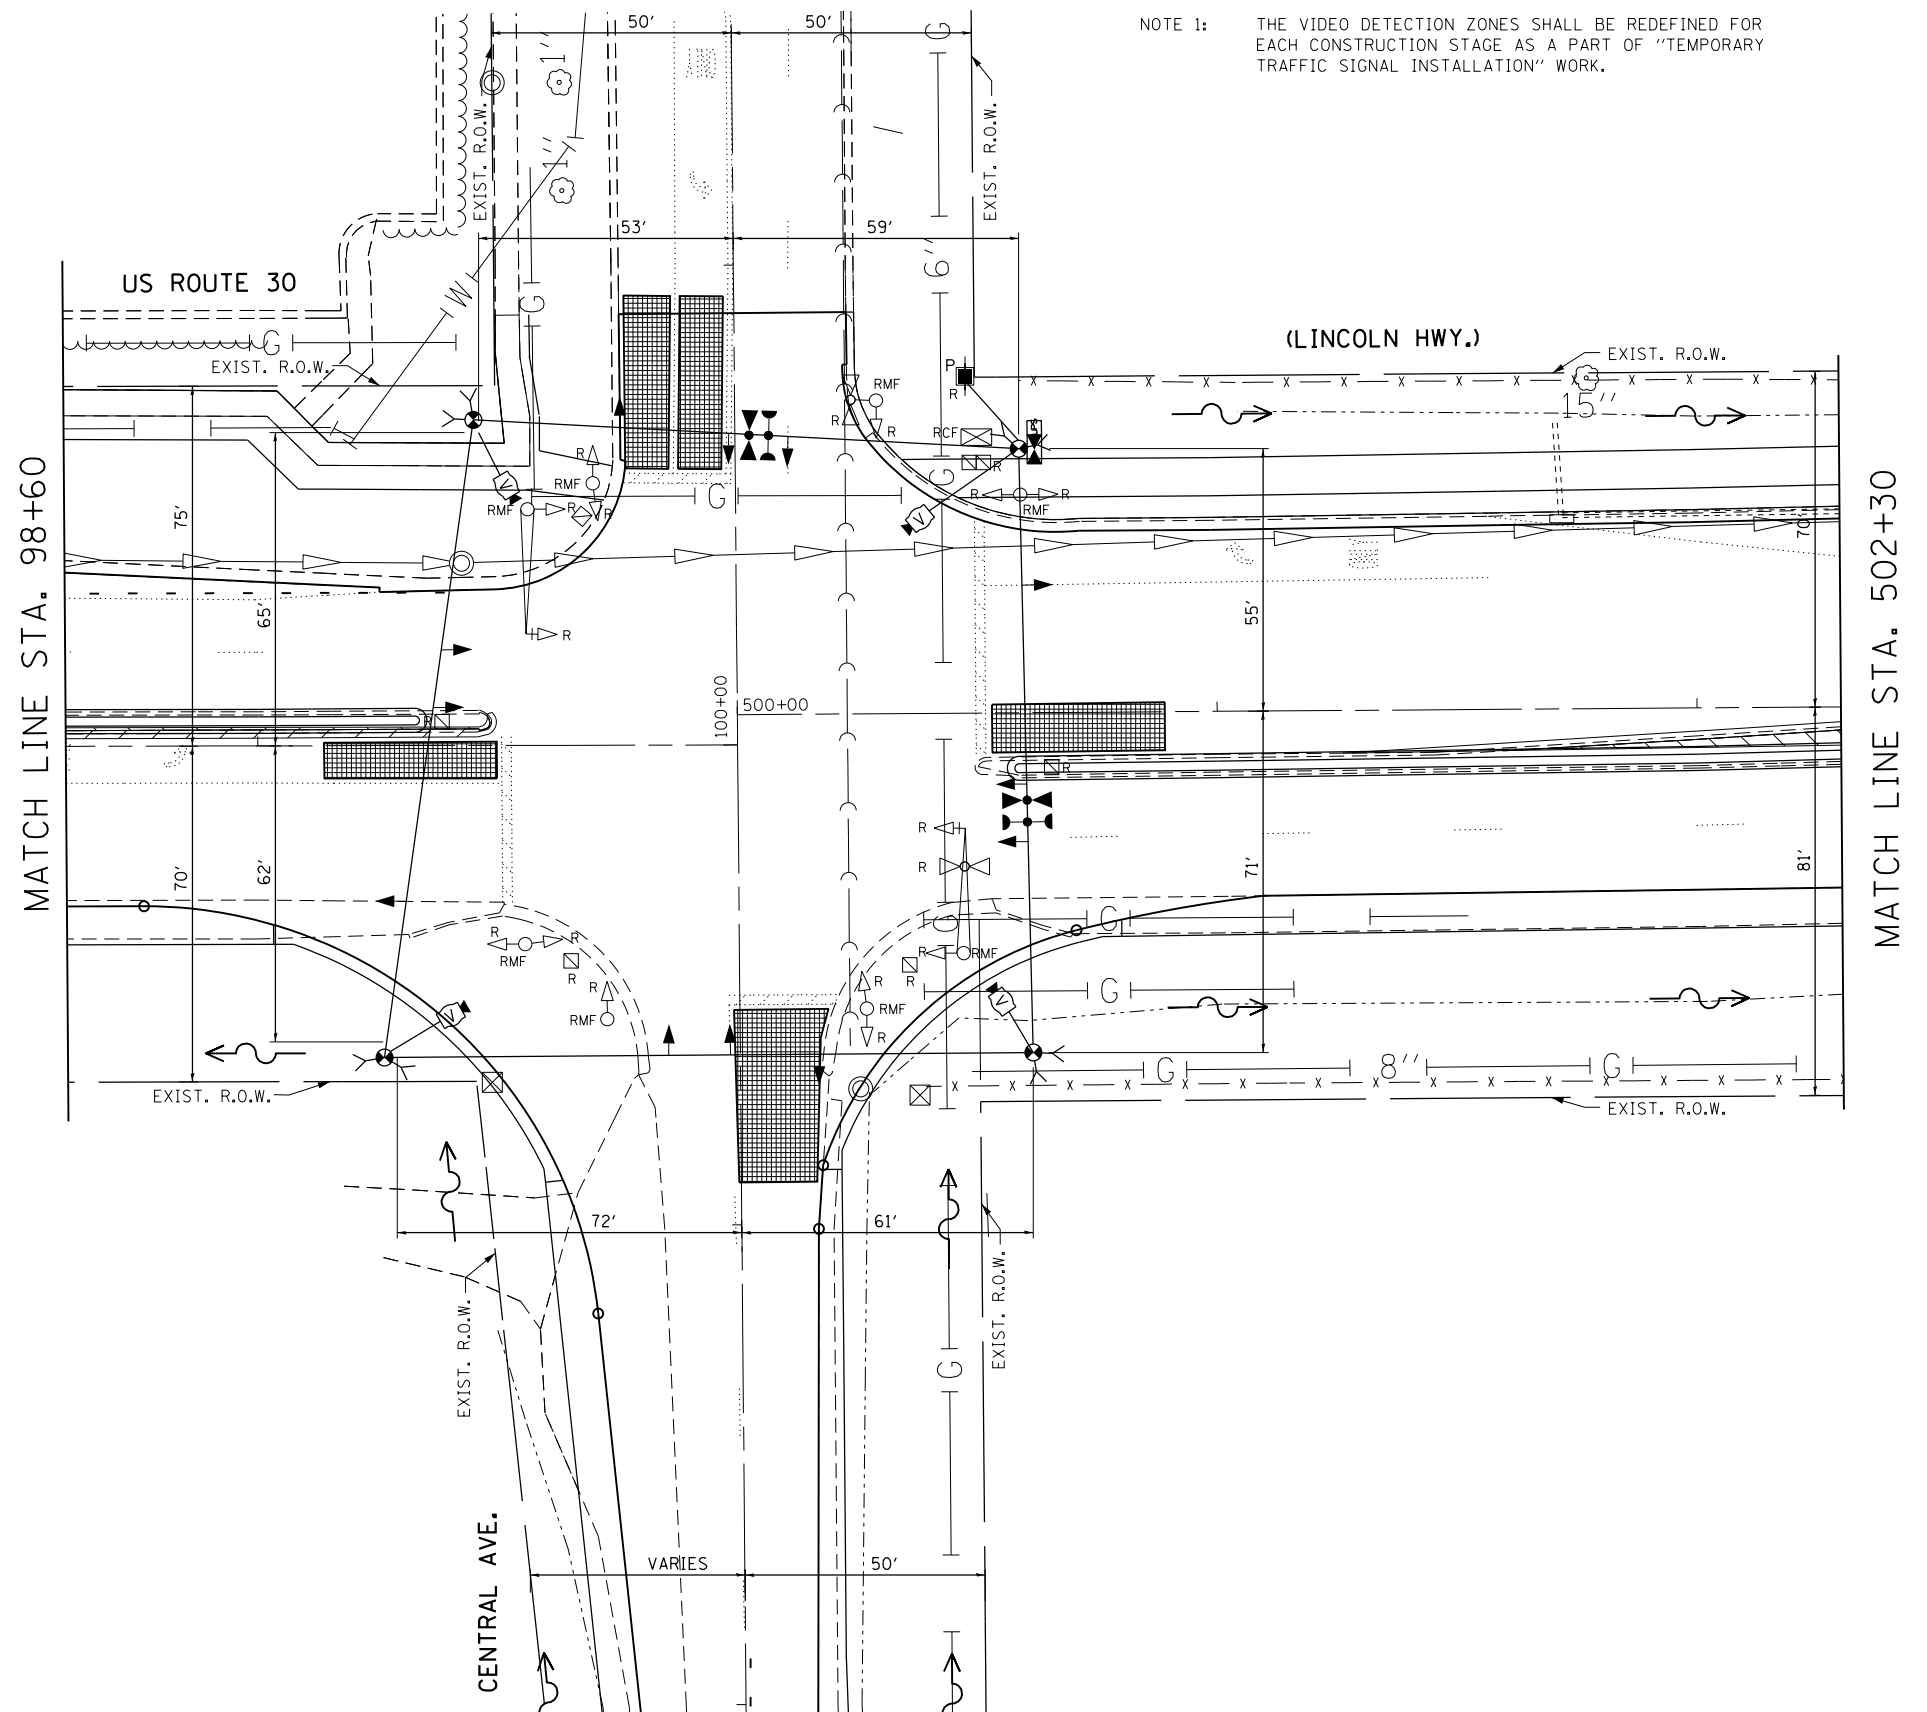 NOTE 1: THE VIDEO DETECTION ZONES SHALL BE REDEFINED FOR
EACH CONSTRUCTION STAGE AS A PART OF "TEMPORARY
TRAFFIC SIGNAL INSTALLATION" WORK.
50'
50'
G
1"
EXIST. R.O.W.
EXIST. R.O.W.
1"
53'
59'
6"
US ROUTE 30
W
G
(LINCOLN HWY.)
G
EXIST. R.O.W.
EXIST. R.O.W.
P
R
RMF
R
R
RCF
R
15"
X X X X X X X X
R
RMF
G
G
R
R
RMF
RMF
R
R
V
V
75'
70'
MATCH LINE STA. 98+60
MATCH LINE STA. 502+30
65'
55'
R
100+00
500+00
R
R
R
R
70'
62'
71'
81'
R
R
RMF
R
R
RMF
R
R
G
G
R
RMF
R
R
RMF
R
V
V
G
G
8"
G
X X X X X X X X
EXIST. R.O.W.
EXIST. R.O.W.
72'
61'
EXIST. R.O.W.
EXIST. R.O.W.
G
CENTRAL AVE.
VARIES
50'